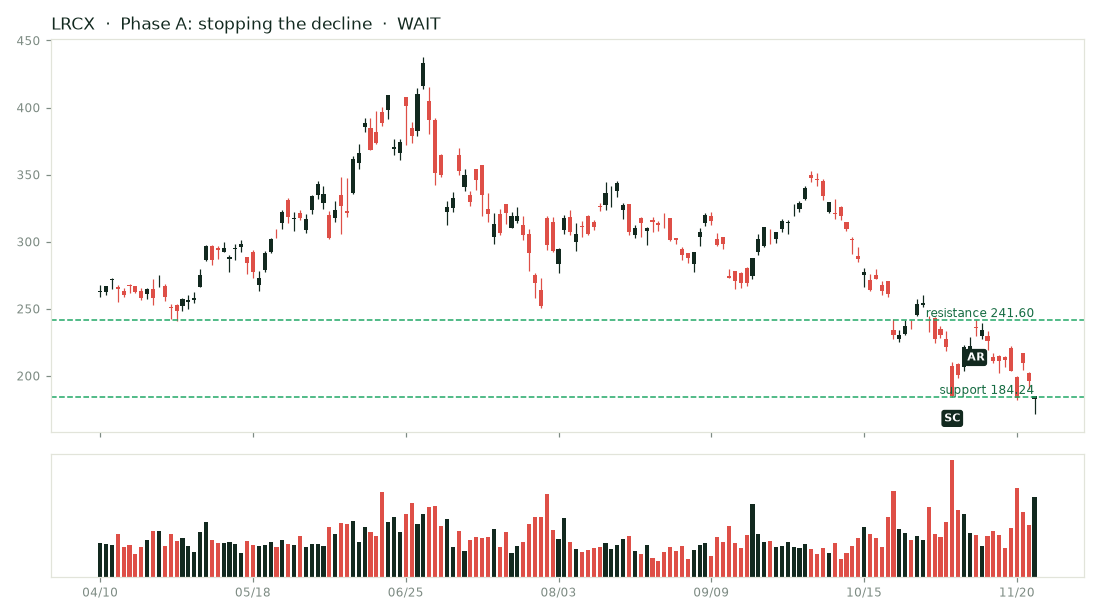 LRCX · Phase A: stopping the decline · WAIT
450
400
350
300
250
200
resistance 241.60
AR
support 184.24
SC
04/10
05/18
06/25
08/03
09/09
10/15
11/20